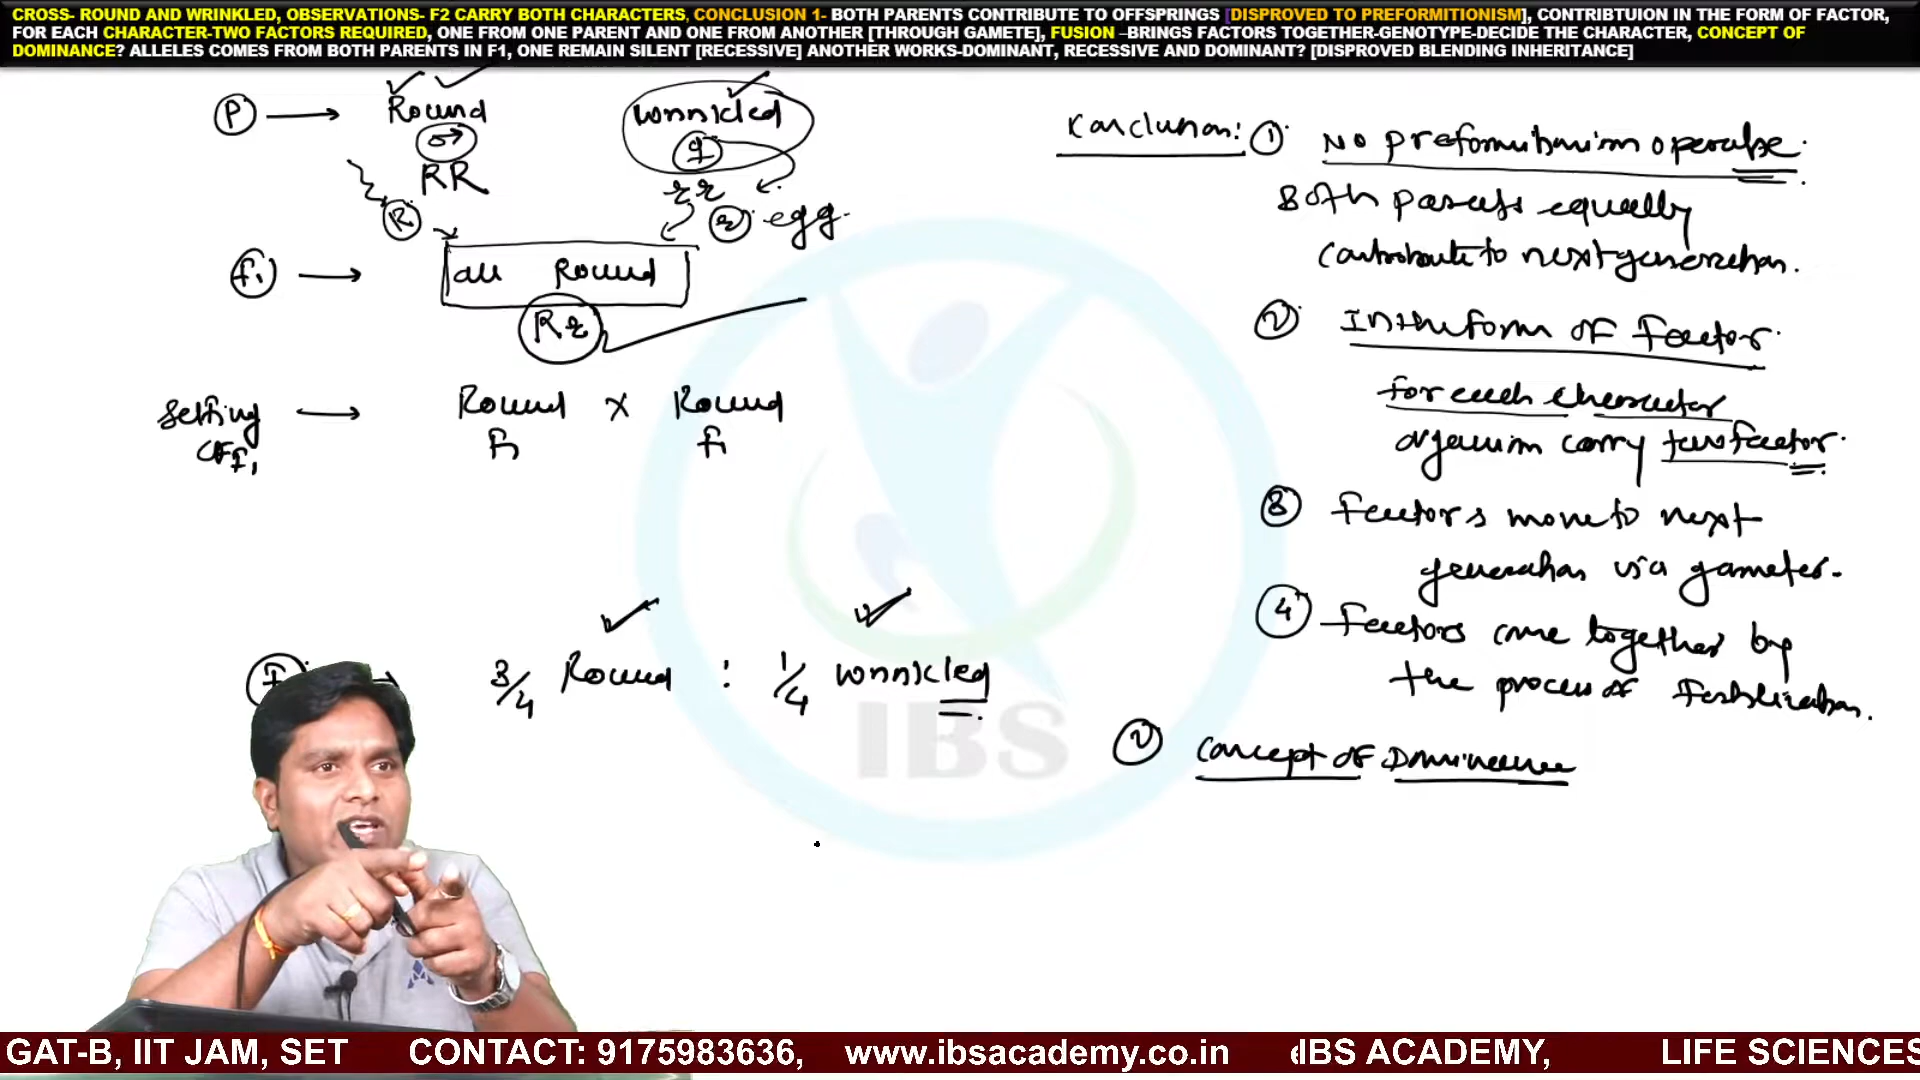 CROSS- ROUND AND WRINKLED, OBSERVATIONS- F2 CARRY BOTH CHARACTERS, CONCLUSION 1- BOTH PARENTS CONTRIBUTE TO OFFSPRINGS [DISPROVED TO PREFORMITIONISM], CONTRIBTUION IN THE FORM OF FACTOR,
FOR EACH CHARACTER-TWO FACTORS REQUIRED, ONE FROM ONE PARENT AND ONE FROM ANOTHER [THROUGH GAMETE], FUSION –BRINGS FACTORS TOGETHER-GENOTYPE-DECIDE THE CHARACTER, CONCEPT OF
DOMINANCE? ALLELES COMES FROM BOTH PARENTS IN F1, ONE REMAIN SILENT [RECESSIVE] ANOTHER WORKS-DOMINANT, RECESSIVE AND DOMINANT? [DISPROVED BLENDING INHERITANCE]
P → Round wrinkled
♂ ♀
RR rr
R r egg.
F1 → all Round
Rr
Selfing → Round × Round
of F1 F1 F1
3/4 Round : 1/4 wrinkled
Conclusion: ① No preformitionism operate.
Both parents equally
contribute to next generation.
② In the form of factor.
for each character
organism carry two factor.
③ factors move to next
generation via gametes.
④ factors come together by
the process of fertilization.
② Concept of Dominance
IBS
GAT-B, IIT JAM, SET CONTACT: 9175983636, www.ibsacademy.co.in IBS ACADEMY, LIFE SCIENCES